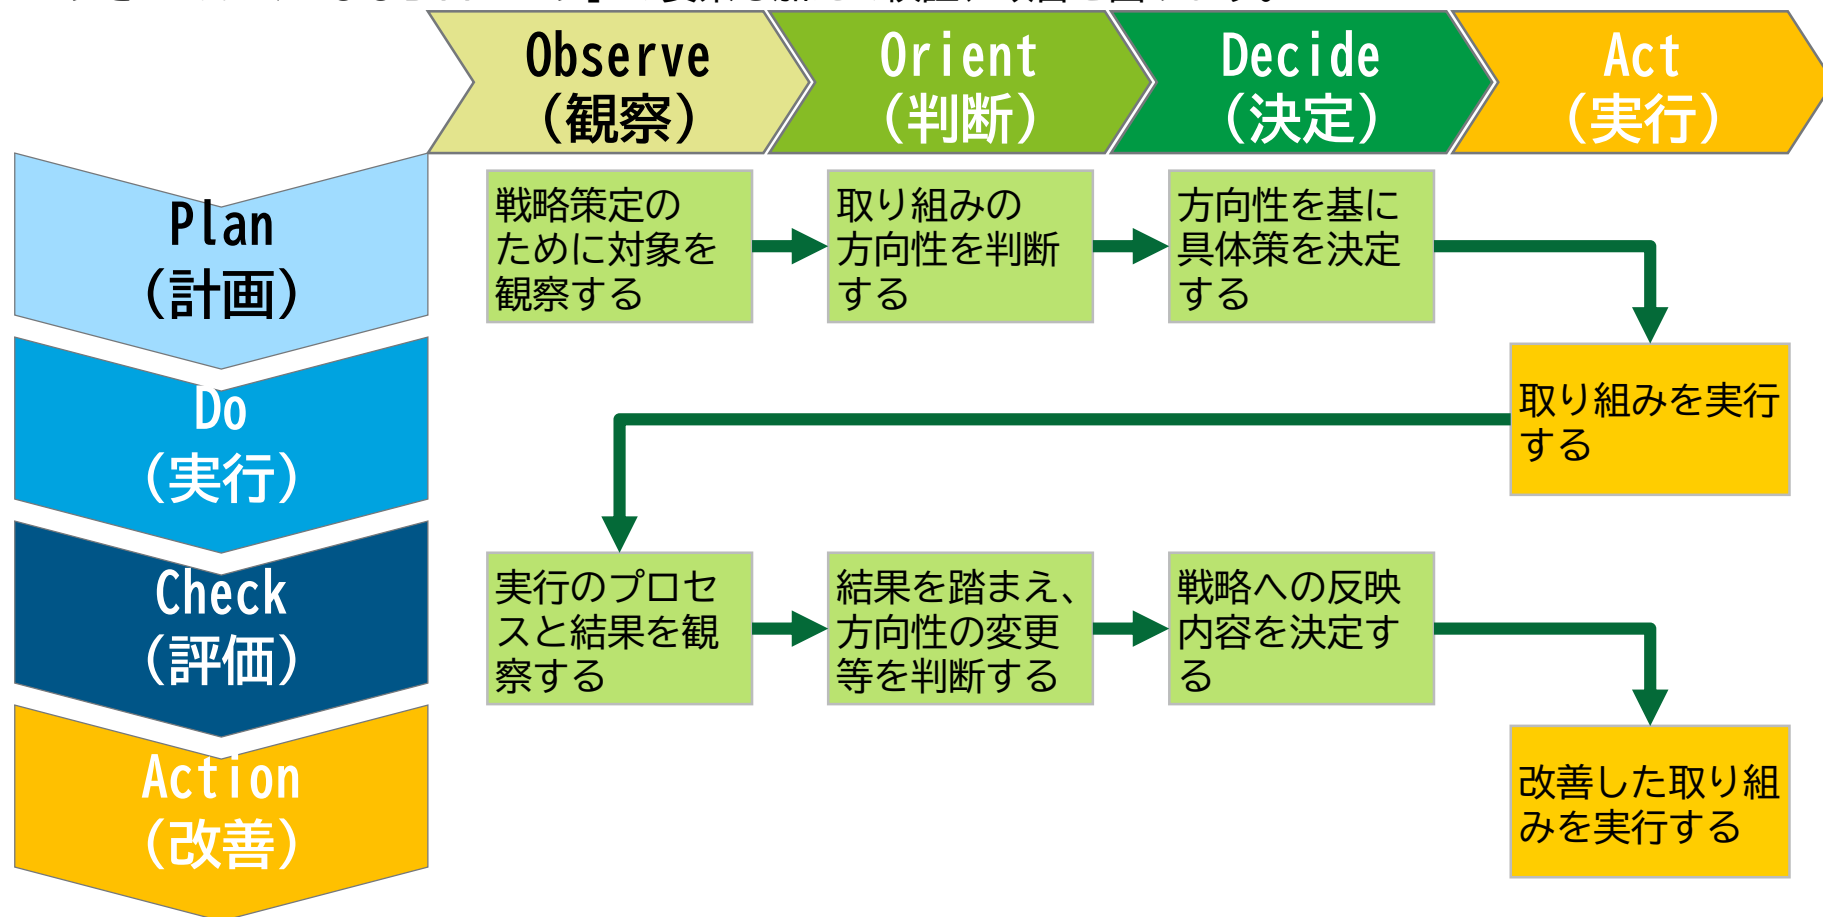 Observe
(観察)
Orient
(判断)
Decide
(決定)
Act
(実行)
Plan
(計画)
戦略策定の
ために対象を
観察する
取り組みの
方向性を判断
する
方向性を基に
具体策を決定
する
Do
(実行)
取り組みを実行
する
Check
(評価)
実行のプロセ
スと結果を観
察する
結果を踏まえ、
方向性の変更
等を判断する
戦略への反映
内容を決定す
る
Action
(改善)
改善した取り組
みを実行する